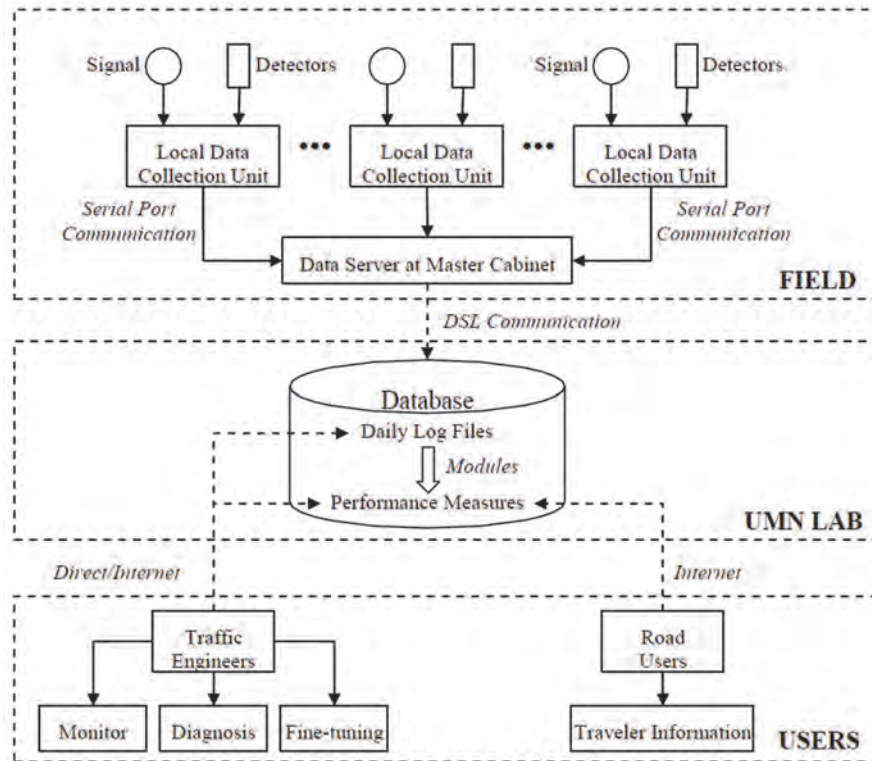 Signal
Detectors
Signal
Detectors
Local Data
Collection Unit
•••
Local Data
Collection Unit
•••
Local Data
Collection Unit
Serial Port
Communication
Serial Port
Communication
Data Server at Master Cabinet
FIELD
DSL Communication
Database
Daily Log Files
Modules
Performance Measures
UMN LAB
Direct/Internet
Internet
Traffic
Engineers
Road
Users
Monitor
Diagnosis
Fine-tuning
Traveler Information
USERS